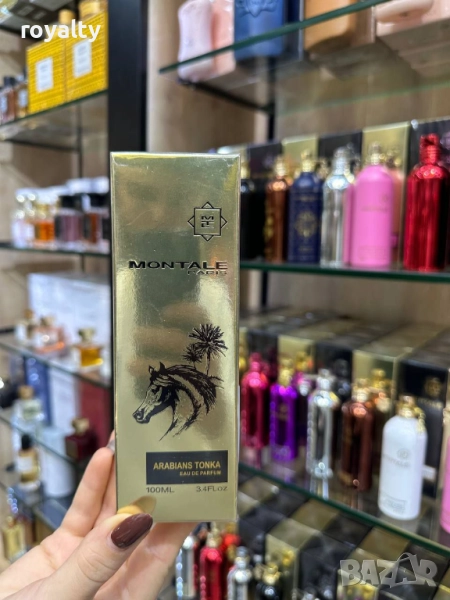 royalty
MONTALE
PARIS
ARABIANS TONKA
EAU DE PARFUM
100ML 3.4Fl.oz
BAZAR